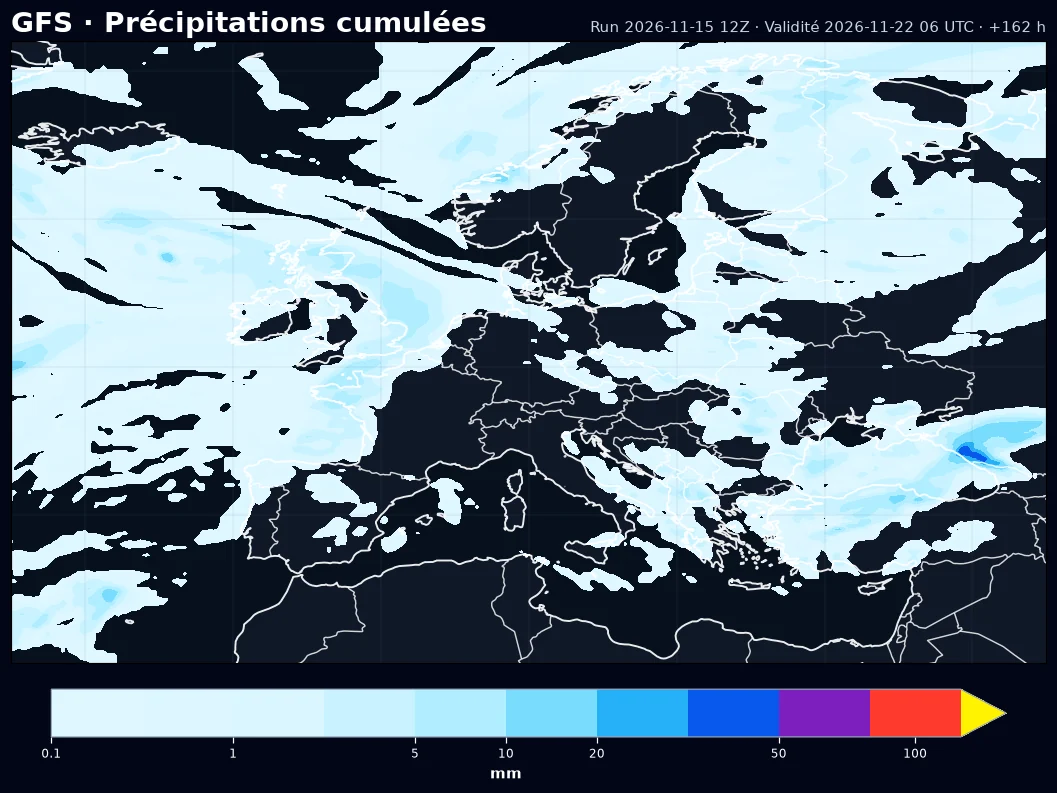 GFS · Précipitations cumulées
Run 2026-11-15 12Z · Validité 2026-11-22 06 UTC · +162 h
0.1 1 5 10 20 50 100
mm